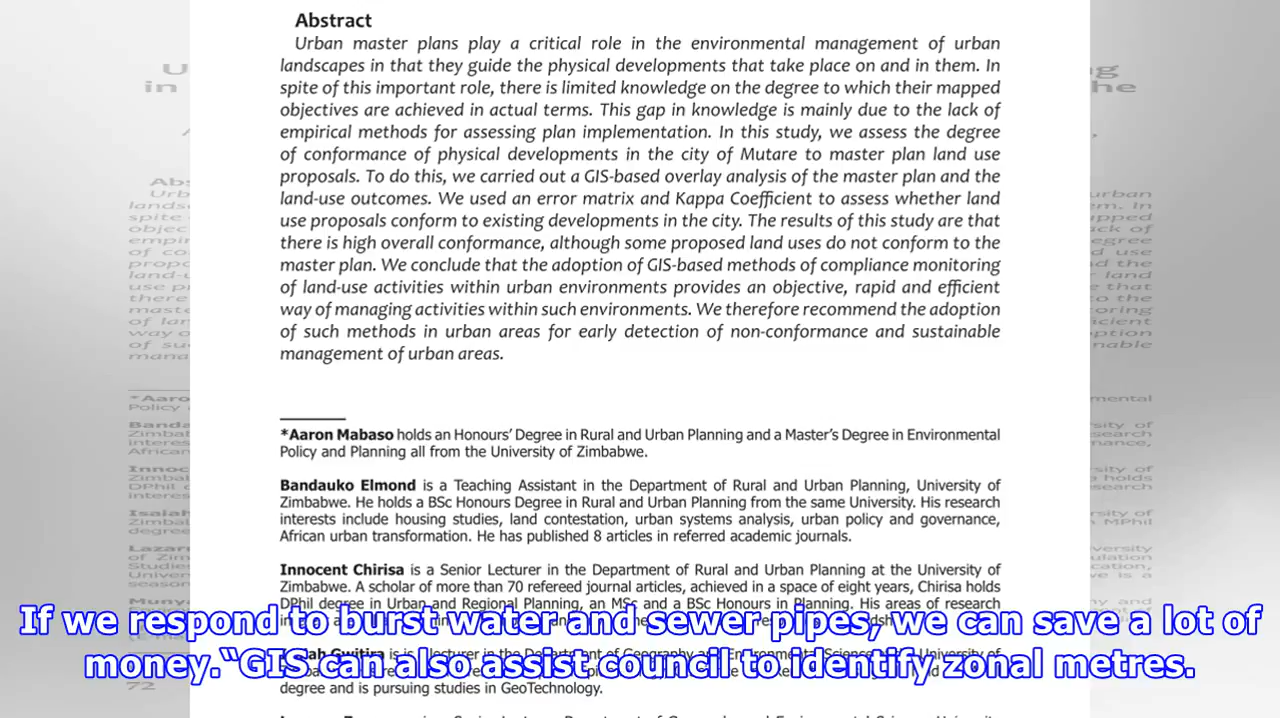 Abstract
Urban master plans play a critical role in the environmental management of urban
landscapes in that they guide the physical developments that take place on and in them. In
spite of this important role, there is limited knowledge on the degree to which their mapped
objectives are achieved in actual terms. This gap in knowledge is mainly due to the lack of
empirical methods for assessing plan implementation. In this study, we assess the degree
of conformance of physical developments in the city of Mutare to master plan land use
proposals. To do this, we carried out a GIS-based overlay analysis of the master plan and the
land-use outcomes. We used an error matrix and Kappa Coefficient to assess whether land
use proposals conform to existing developments in the city. The results of this study are that
there is high overall conformance, although some proposed land uses do not conform to the
master plan. We conclude that the adoption of GIS-based methods of compliance monitoring
of land-use activities within urban environments provides an objective, rapid and efficient
way of managing activities within such environments. We therefore recommend the adoption
of such methods in urban areas for early detection of non-conformance and sustainable
management of urban areas.
*Aaron Mabaso holds an Honours' Degree in Rural and Urban Planning and a Master's Degree in Environmental
Policy and Planning all from the University of Zimbabwe.
Bandauko Elmond is a Teaching Assistant in the Department of Rural and Urban Planning, University of
Zimbabwe. He holds a BSc Honours Degree in Rural and Urban Planning from the same University. His research
interests include housing studies, land contestation, urban systems analysis, urban policy and governance,
African urban transformation. He has published 8 articles in referred academic journals.
Innocent Chirisa is a Senior Lecturer in the Department of Rural and Urban Planning at the University of
Zimbabwe. A scholar of more than 70 refereed journal articles, achieved in a space of eight years, Chirisa holds
DPhil degree in Urban and Regional Planning, an MSc and a BSc Honours in Planning. His areas of research
If we respond to burst water and sewer pipes, we can save a lot of
money.“GIS can also assist council to identify zonal metres.
degree and is pursuing studies in GeoTechnology.
72